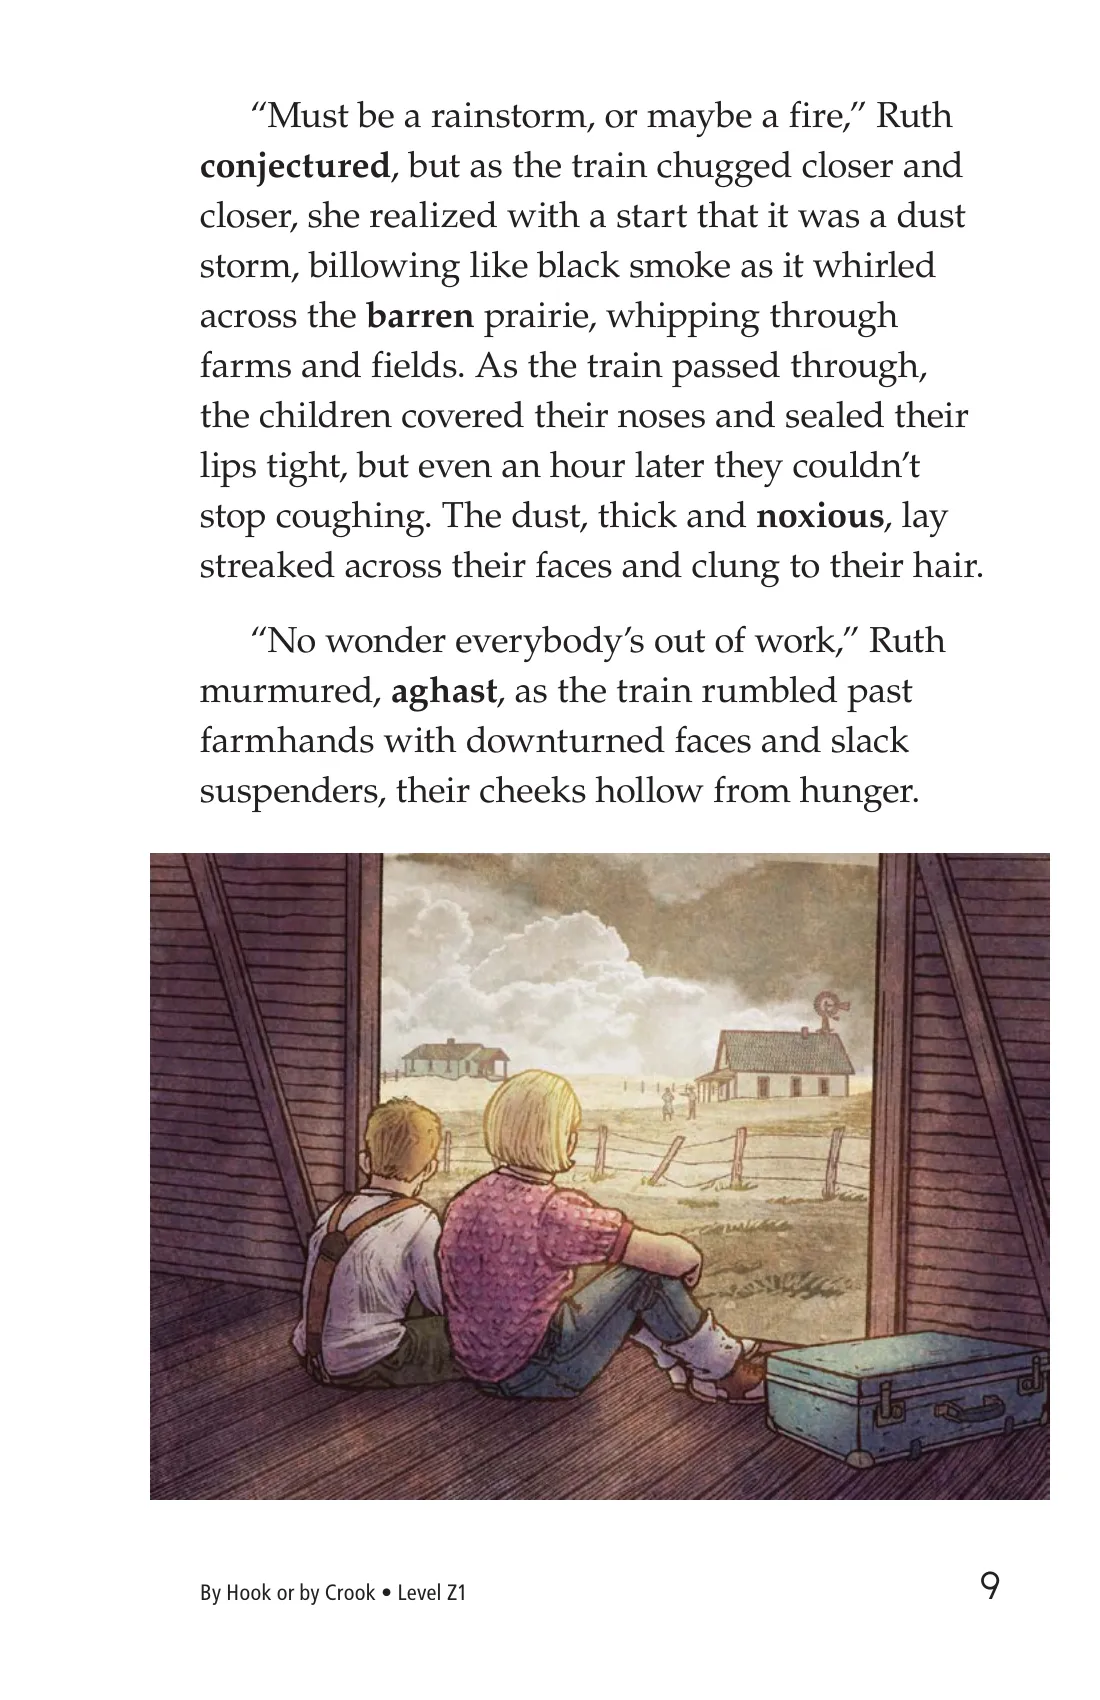 “Must be a rainstorm, or maybe a fire,” Ruth
conjectured, but as the train chugged closer and
closer, she realized with a start that it was a dust
storm, billowing like black smoke as it whirled
across the barren prairie, whipping through
farms and fields. As the train passed through,
the children covered their noses and sealed their
lips tight, but even an hour later they couldn’t
stop coughing. The dust, thick and noxious, lay
streaked across their faces and clung to their hair.
“No wonder everybody’s out of work,” Ruth
murmured, aghast, as the train rumbled past
farmhands with downturned faces and slack
suspenders, their cheeks hollow from hunger.
By Hook or by Crook • Level Z1
9